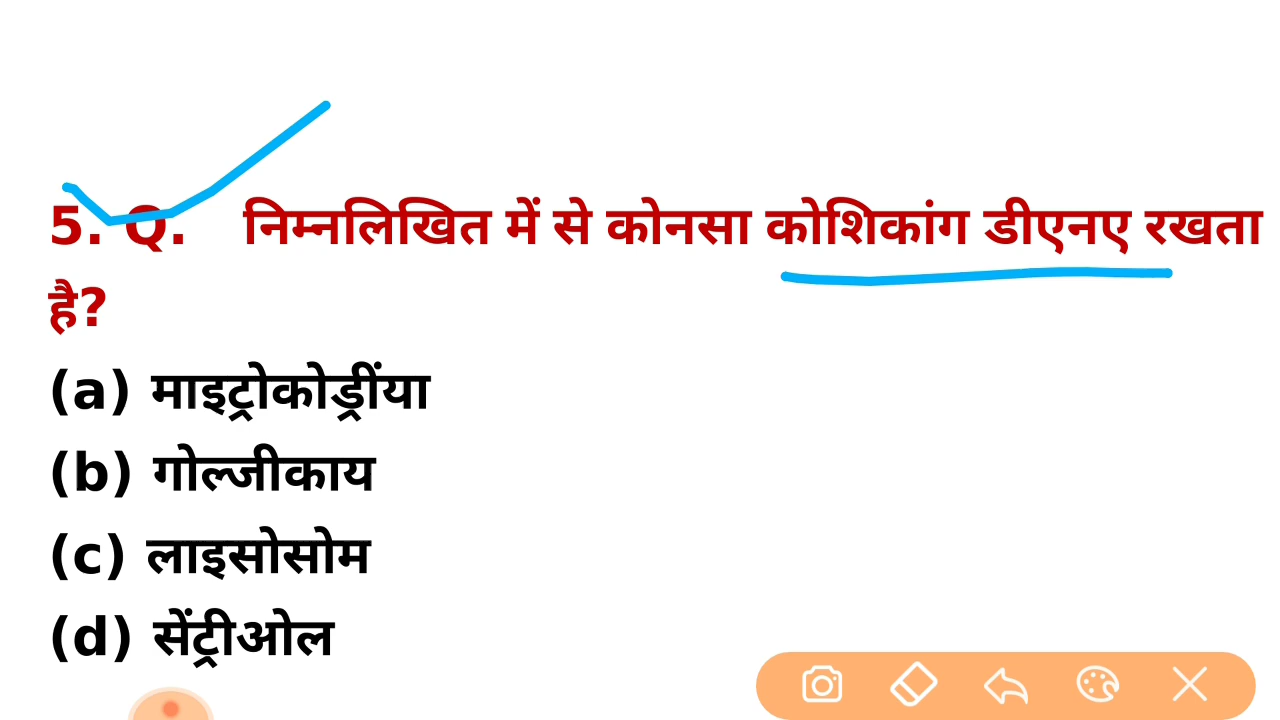 5. Q. निम्नलिखित में से कोनसा कोशिकांग डीएनए रखता
है?
(a) माइट्रोकोड्रींया
(b) गोल्जीकाय
(c) लाइसोसोम
(d) सेंट्रीओल